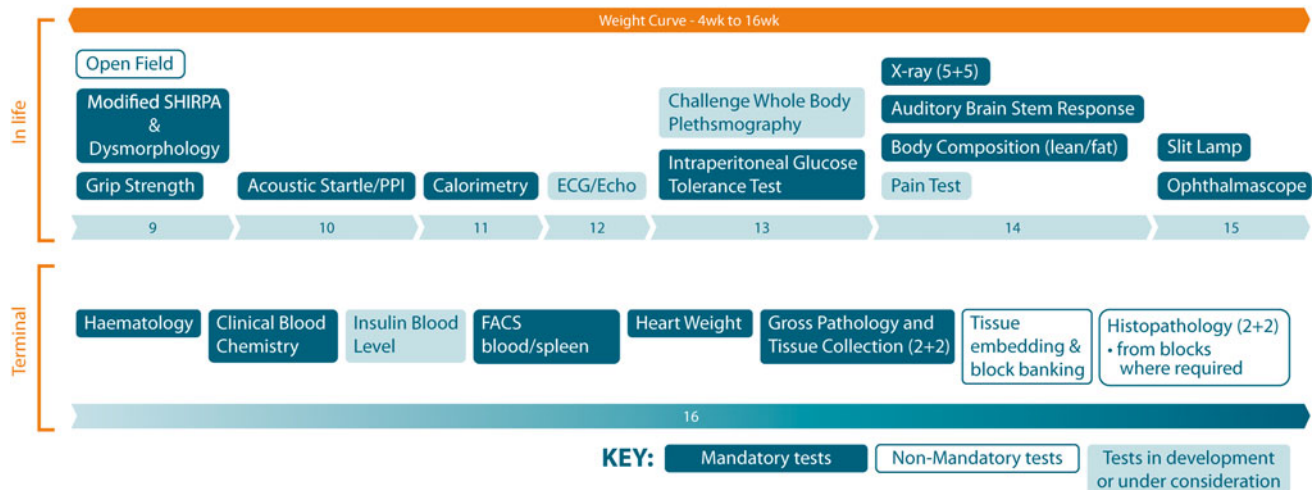 Weight Curve - 4wk to 16wk
In life
Open Field
Modified SHIRPA
&
Dysmorphology
Grip Strength
Acoustic Startle/PPI
Calorimetry
ECG/Echo
Challenge Whole Body
Plethsmography
Intraperitoneal Glucose
Tolerance Test
X-ray (5+5)
Auditory Brain Stem Response
Body Composition (lean/fat)
Pain Test
Slit Lamp
Ophthalmascope
9
10
11
12
13
14
15
Terminal
Haematology
Clinical Blood
Chemistry
Insulin Blood
Level
FACS
blood/spleen
Heart Weight
Gross Pathology and
Tissue Collection (2+2)
Tissue
embedding &
block banking
Histopathology (2+2)
• from blocks
where required
16
KEY:
Mandatory tests
Non-Mandatory tests
Tests in development
or under consideration